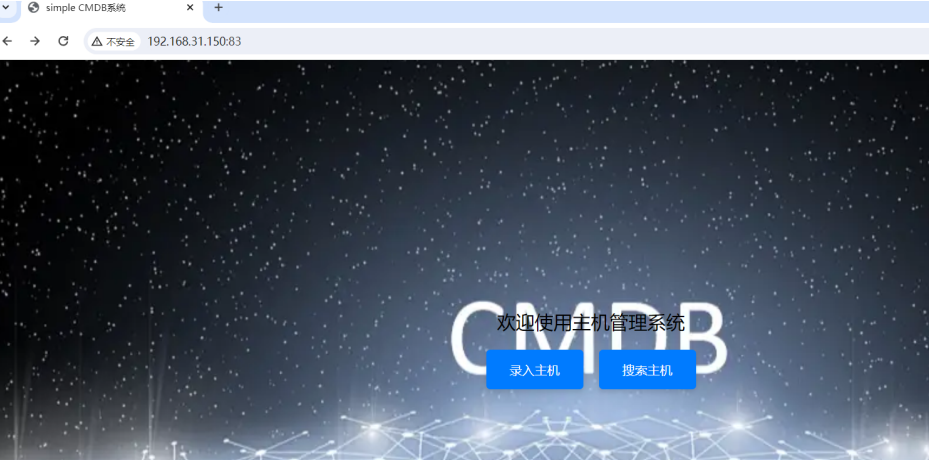 simple CMDB系统
不安全
192.168.31.150:83
CMDB
欢迎使用主机管理系统
录入主机
搜索主机